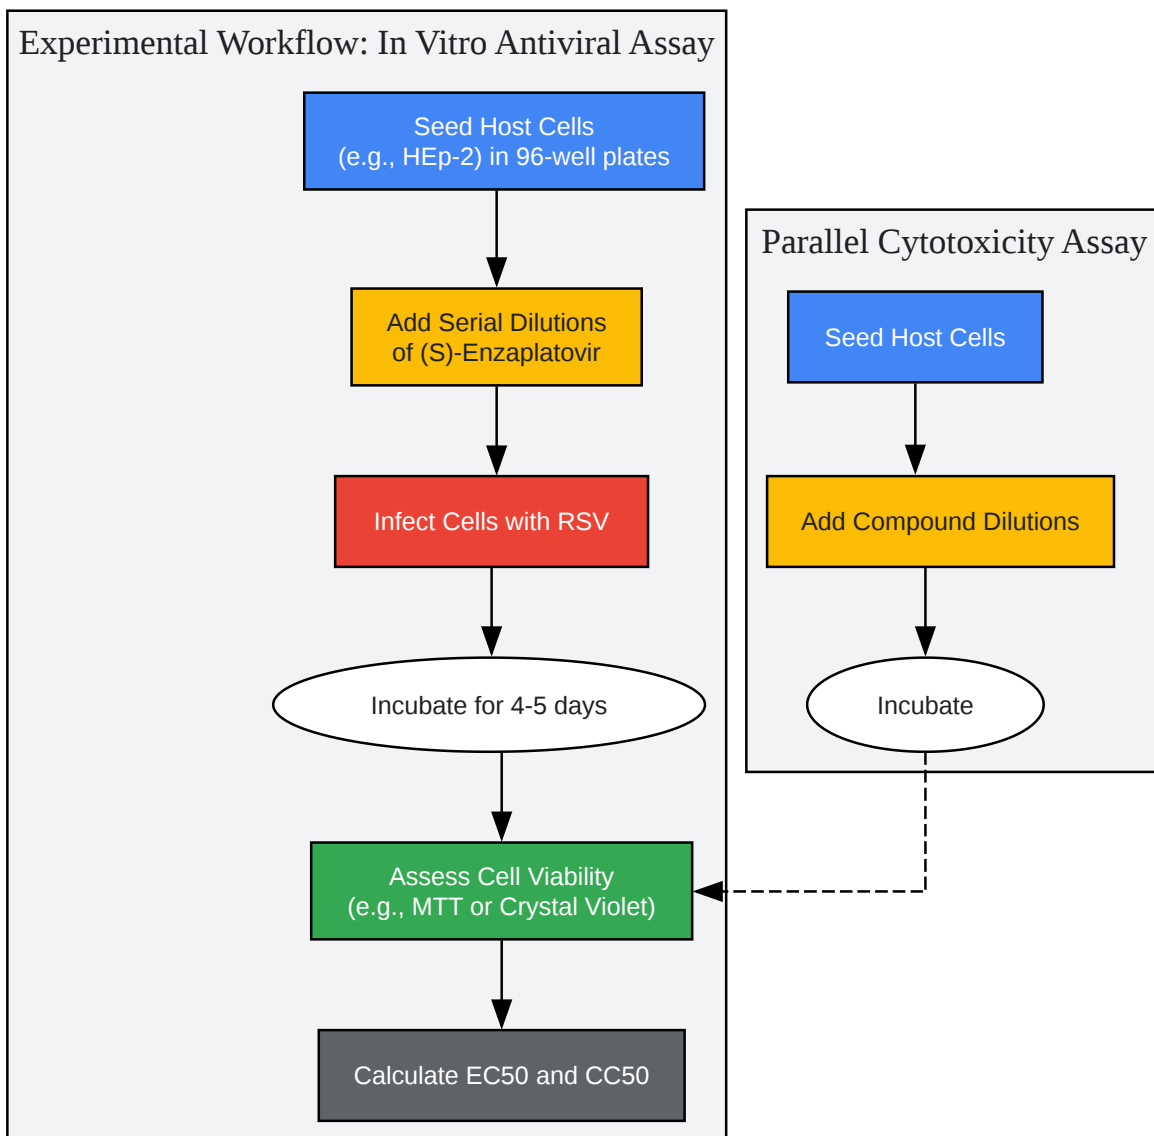 Experimental Workflow: In Vitro Antiviral Assay
Seed Host Cells
(e.g., HEp-2) in 96-well plates
Add Serial Dilutions
of (S)-Enzaplatovir
Infect Cells with RSV
Incubate for 4-5 days
Assess Cell Viability
(e.g., MTT or Crystal Violet)
Calculate EC50 and CC50
Parallel Cytotoxicity Assay
Seed Host Cells
Add Compound Dilutions
Incubate